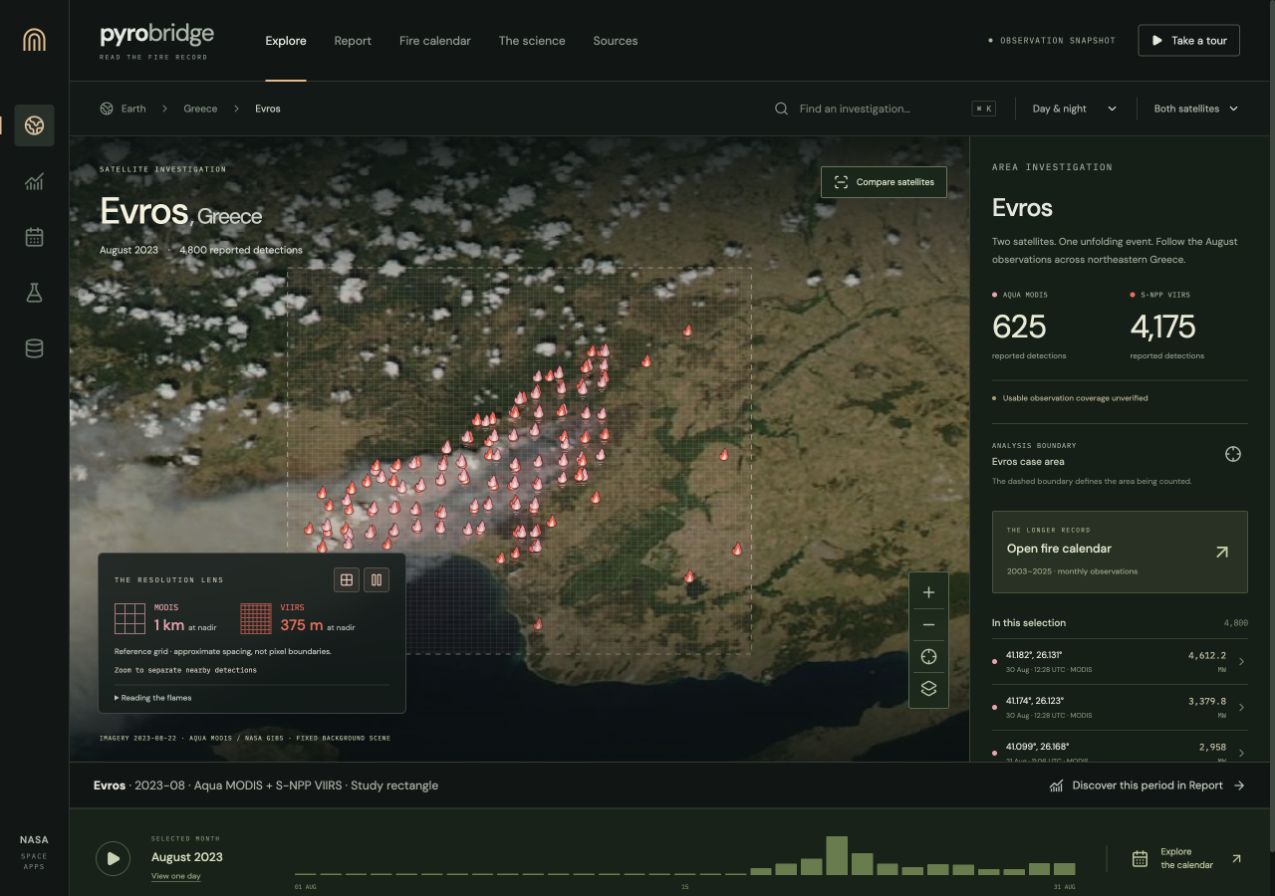 pyrobridge
READ THE FIRE RECORD
Explore
Report
Fire calendar
The science
Sources
OBSERVATION SNAPSHOT
Take a tour
Earth
Greece
Evros
Find an investigation...
⌘ K
Day & night
Both satellites
SATELLITE INVESTIGATION
Evros, Greece
August 2023 · 4,800 reported detections
Compare satellites
THE RESOLUTION LENS
MODIS
1 km at nadir
VIIRS
375 m at nadir
Reference grid · approximate spacing, not pixel boundaries.
Zoom to separate nearby detections
Reading the flames
IMAGERY 2023-08-22 · AQUA MODIS / NASA GIBS · FIXED BACKGROUND SCENE
AREA INVESTIGATION
Evros
Two satellites. One unfolding event. Follow the August
observations across northeastern Greece.
AQUA MODIS
625
reported detections
S-NPP VIIRS
4,175
reported detections
Usable observation coverage unverified
ANALYSIS BOUNDARY
Evros case area
The dashed boundary defines the area being counted.
THE LONGER RECORD
Open fire calendar
2003–2025 · monthly observations
In this selection
4,800
41.182°, 26.131°
4,612.2
30 Aug · 12:28 UTC · MODIS
MW
41.174°, 26.123°
3,379.8
30 Aug · 12:28 UTC · MODIS
MW
41.099°, 26.168°
2,958
Evros · 2023-08 · Aqua MODIS + S-NPP VIIRS · Study rectangle
Discover this period in Report
NASA
SPACE
APPS
SELECTED MONTH
August 2023
View one day
01 AUG
15
31 AUG
Explore
the calendar